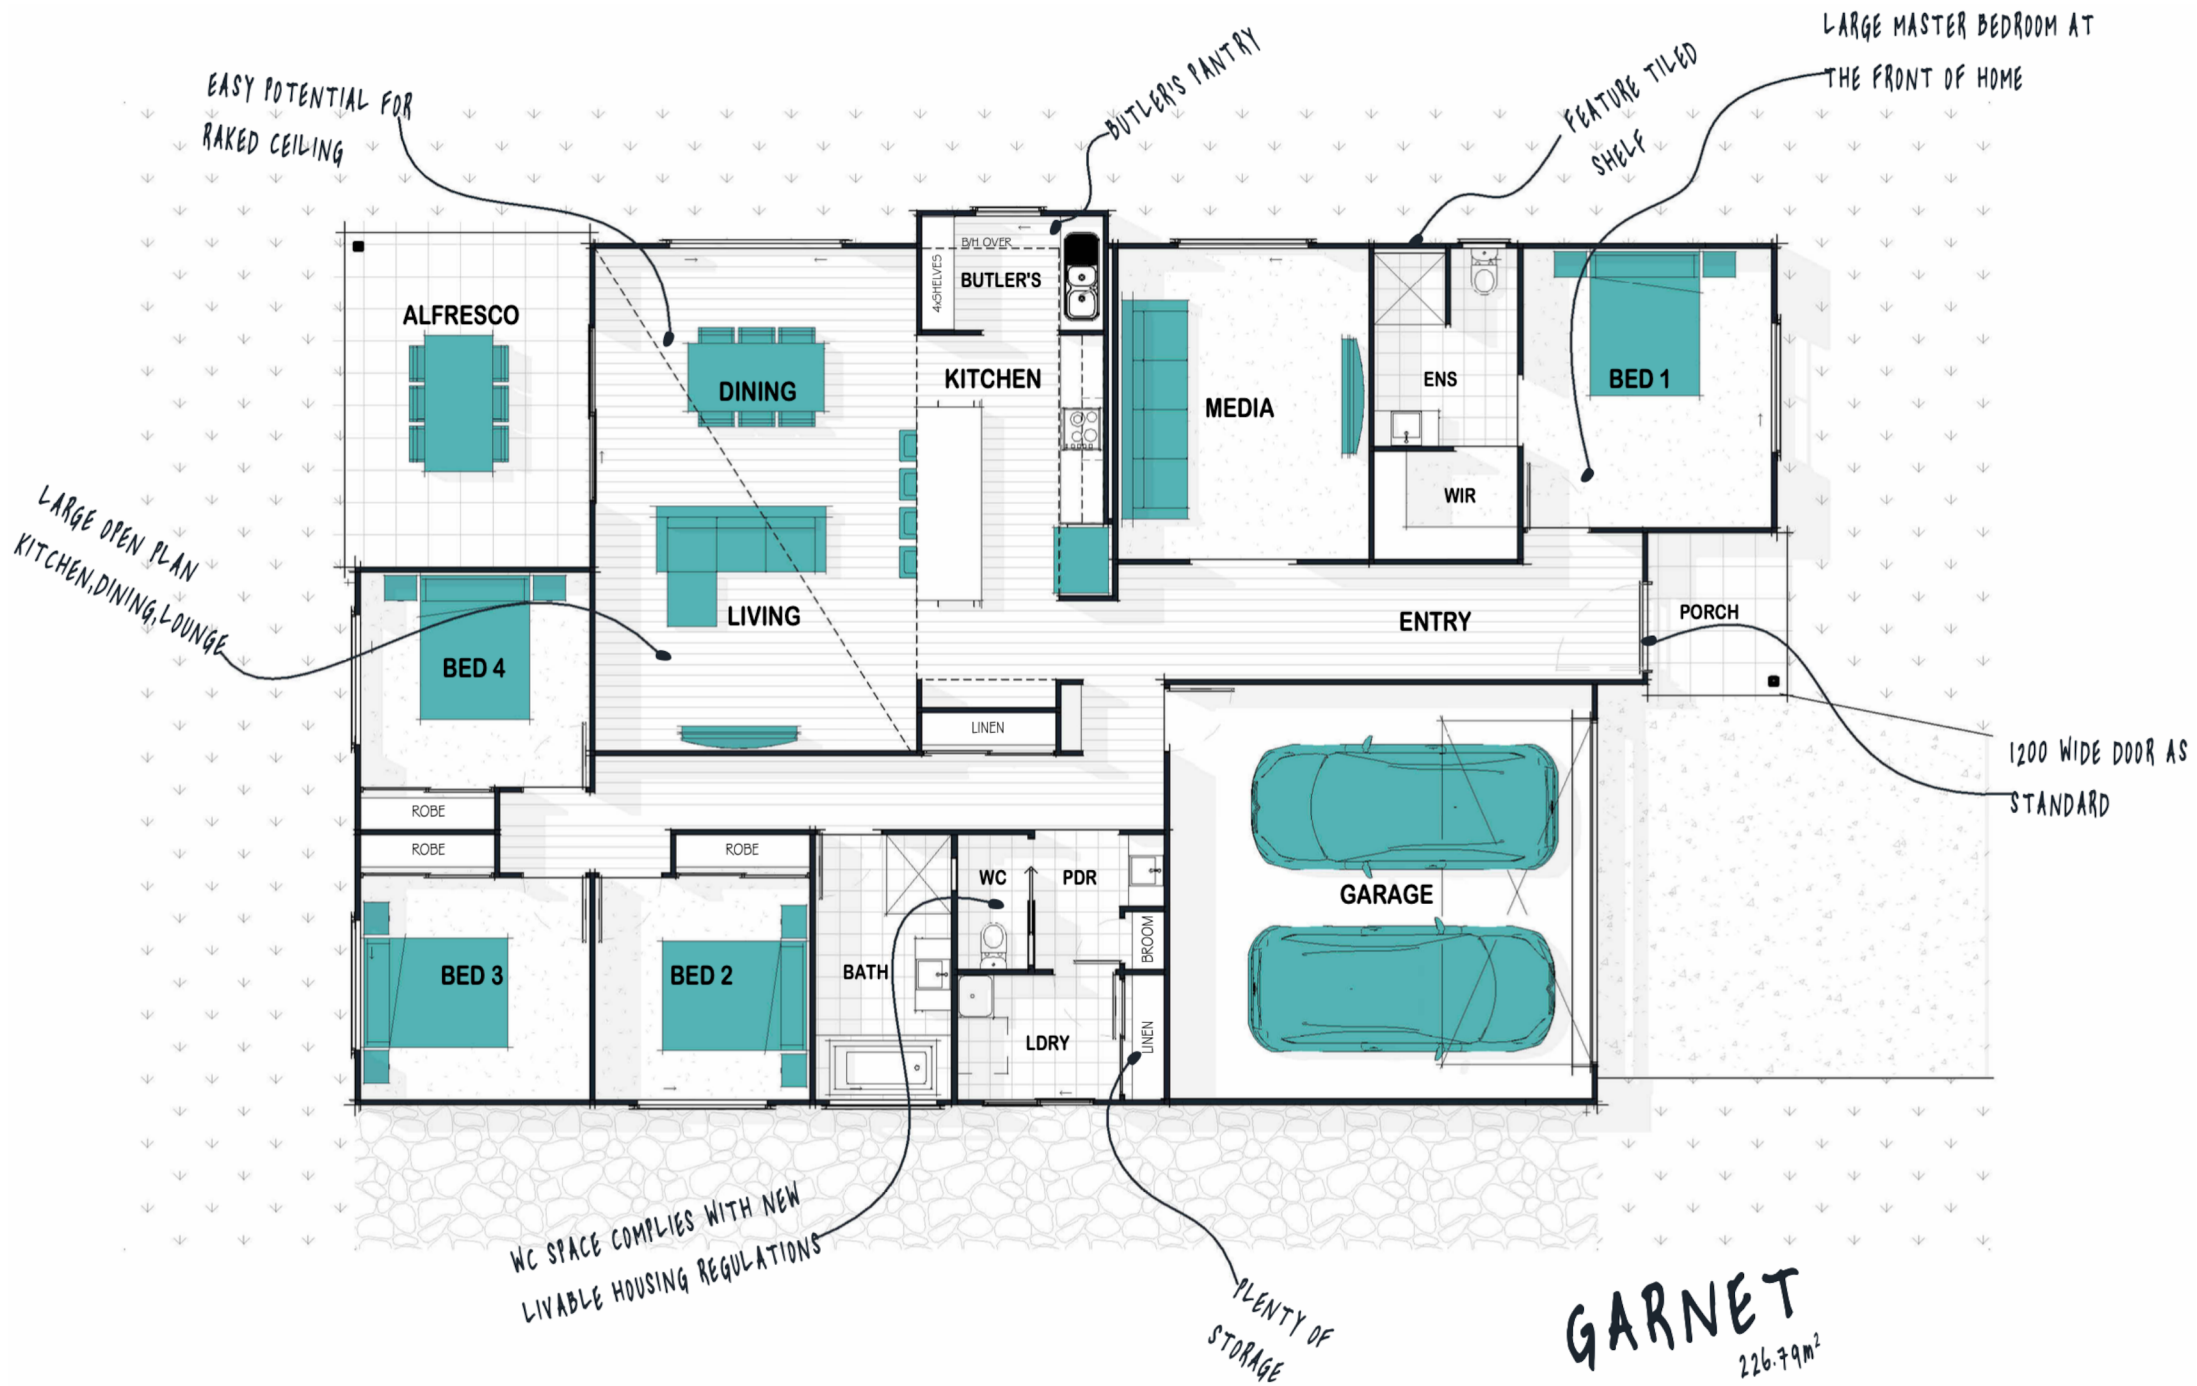 LARGE MASTER BEDROOM AT
THE FRONT OF HOME
BUTLER'S PANTRY
FEATURE TILED
SHELF
EASY POTENTIAL FOR
RAKED CEILING
B/H OVER
4xSHELVES
BUTLER'S
ALFRESCO
DINING
KITCHEN
MEDIA
ENS
BED 1
WIR
LARGE OPEN PLAN
KITCHEN,DINING,LOUNGE
LIVING
ENTRY
PORCH
BED 4
LINEN
1200 WIDE DOOR AS
STANDARD
ROBE
ROBE
ROBE
WC
PDR
GARAGE
BROOM
BED 3
BED 2
BATH
LDRY
LINEN
WC SPACE COMPLIES WITH NEW
LIVABLE HOUSING REGULATIONS
PLENTY OF
STORAGE
GARNET
226.79m²